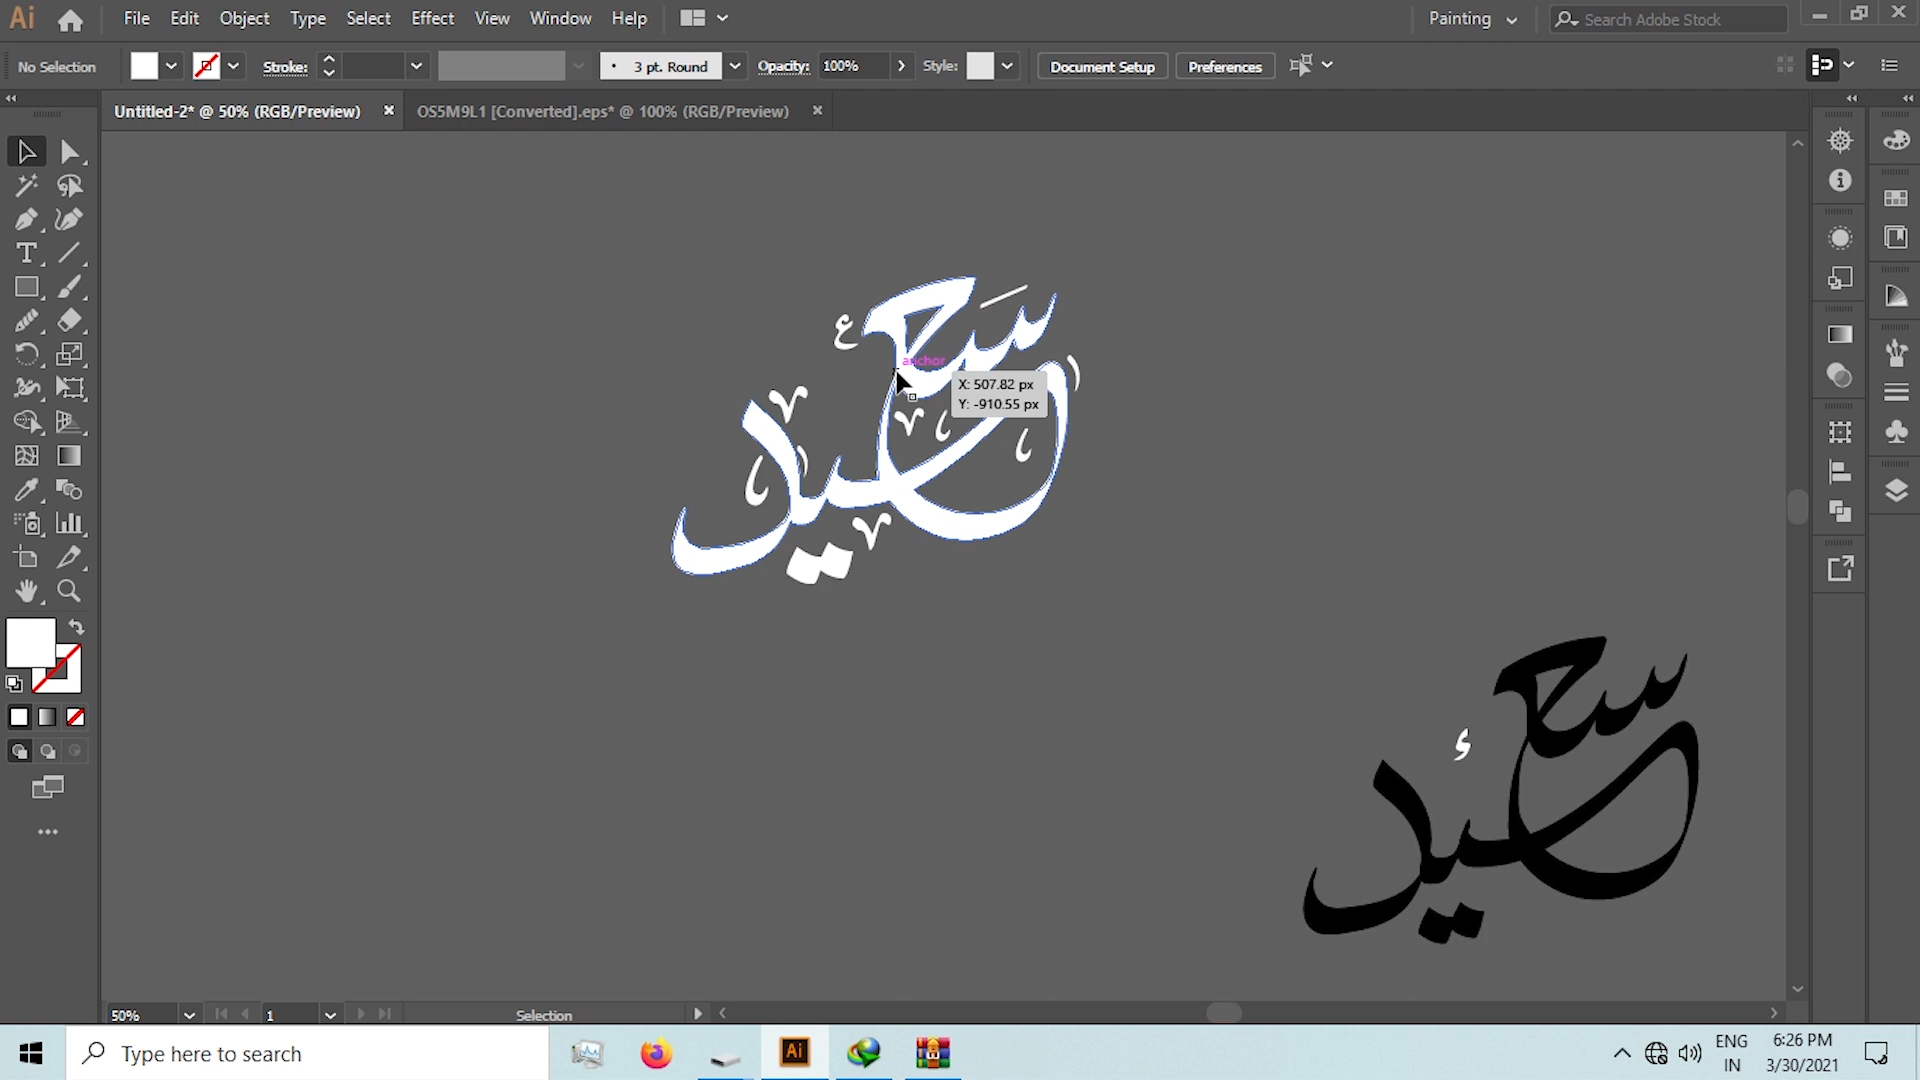 Ai File Edit Object Type Select Effect View Window Help Painting Search Adobe Stock
No Selection Stroke: 3 pt. Round Opacity: 100% Style: Document Setup Preferences
Untitled-2* @ 50% (RGB/Preview) OS5M9L1 [Converted].eps* @ 100% (RGB/Preview)
anchor
X: 507.82 px
Y: -910.55 px
50% 1 Selection
Type here to search
Ai
ENG
IN
6:26 PM
3/30/2021